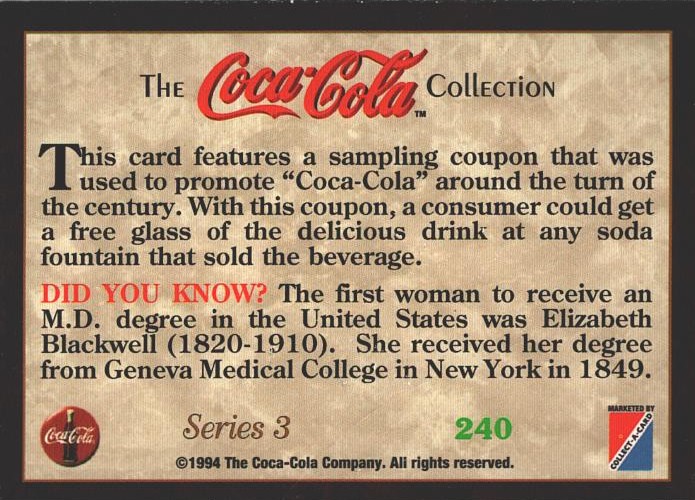 The Coca-Cola™ Collection
This card features a sampling coupon that was
used to promote “Coca-Cola” around the turn of
the century. With this coupon, a consumer could get
a free glass of the delicious drink at any soda
fountain that sold the beverage.
DID YOU KNOW? The first woman to receive an
M.D. degree in the United States was Elizabeth
Blackwell (1820-1910). She received her degree
from Geneva Medical College in New York in 1849.
Coca-Cola
Series 3
240
MARKETED BY
COLLECT-A-CARD
©1994 The Coca-Cola Company. All rights reserved.